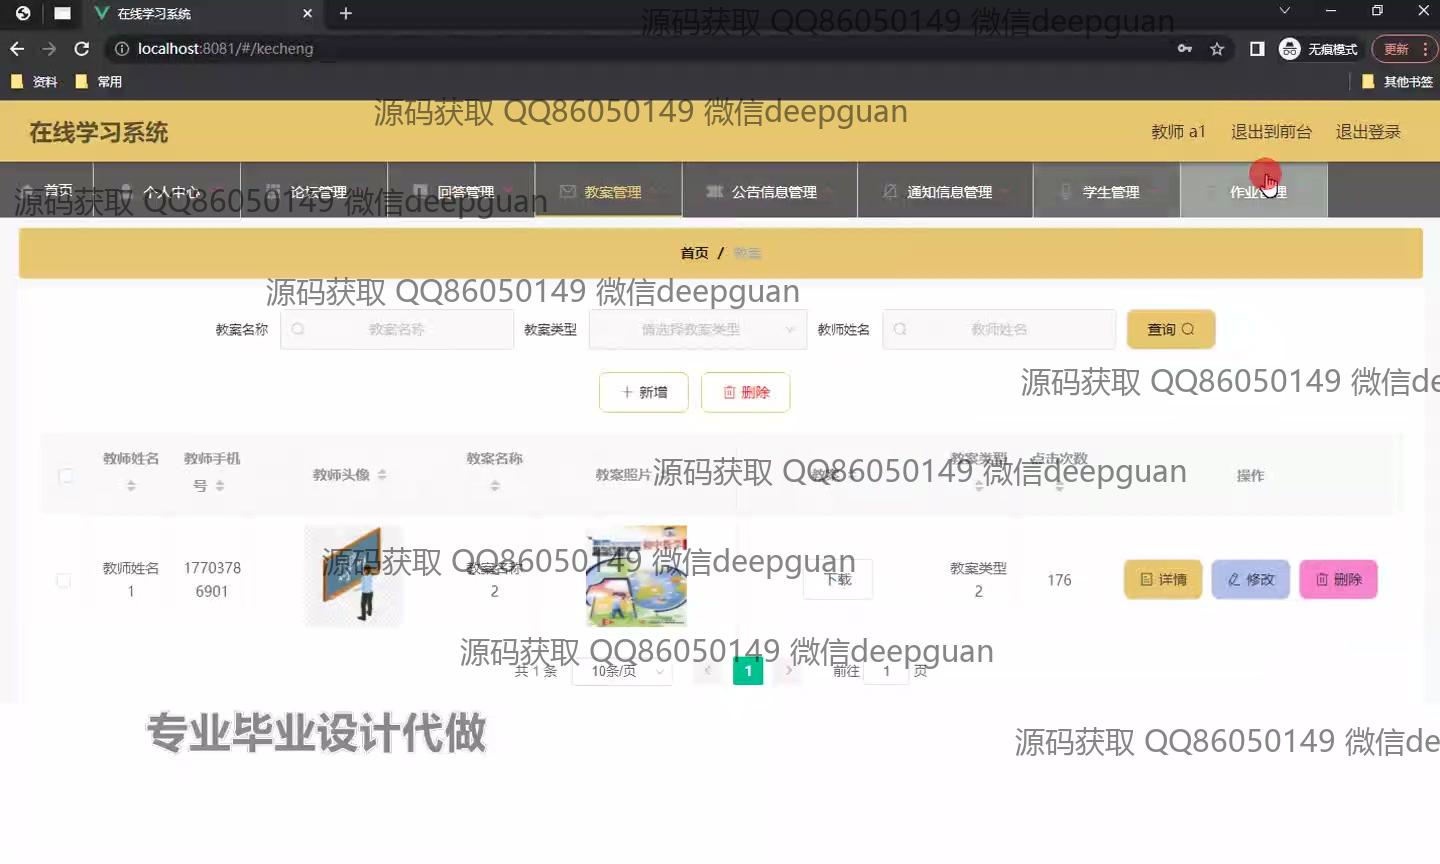 在线学习系统
源码获取 QQ86050149 微信deepguan
localhost:8081/#/kecheng
无痕模式
更新
资料
常用
其他书签
源码获取 QQ86050149 微信deepguan
在线学习系统
教师 a1
退出到前台
退出登录
首页
个人中心
论坛管理
回答管理
教案管理
公告信息管理
通知信息管理
学生管理
作业管理
源码获取 QQ86050149 微信deepguan
首页 / 教案
源码获取 QQ86050149 微信deepguan
教案名称
教案名称
教案类型
请选择教案类型
教师姓名
教师姓名
查询
源码获取 QQ86050149 微信de
新增
删除
教师姓名
教师手机号
教师头像
教案名称
教案照片
教案
教案类型
点击次数
操作
源码获取 QQ86050149 微信deepguan
教师姓名1
17703786901
初中数学
教案名称2
下载
教案类型2
176
详情
修改
删除
源码获取 QQ86050149 微信deepguan
共 1 条
10条/页
1
前往
1
页
源码获取 QQ86050149 微信deepguan
专业毕业设计代做
源码获取 QQ86050149 微信de